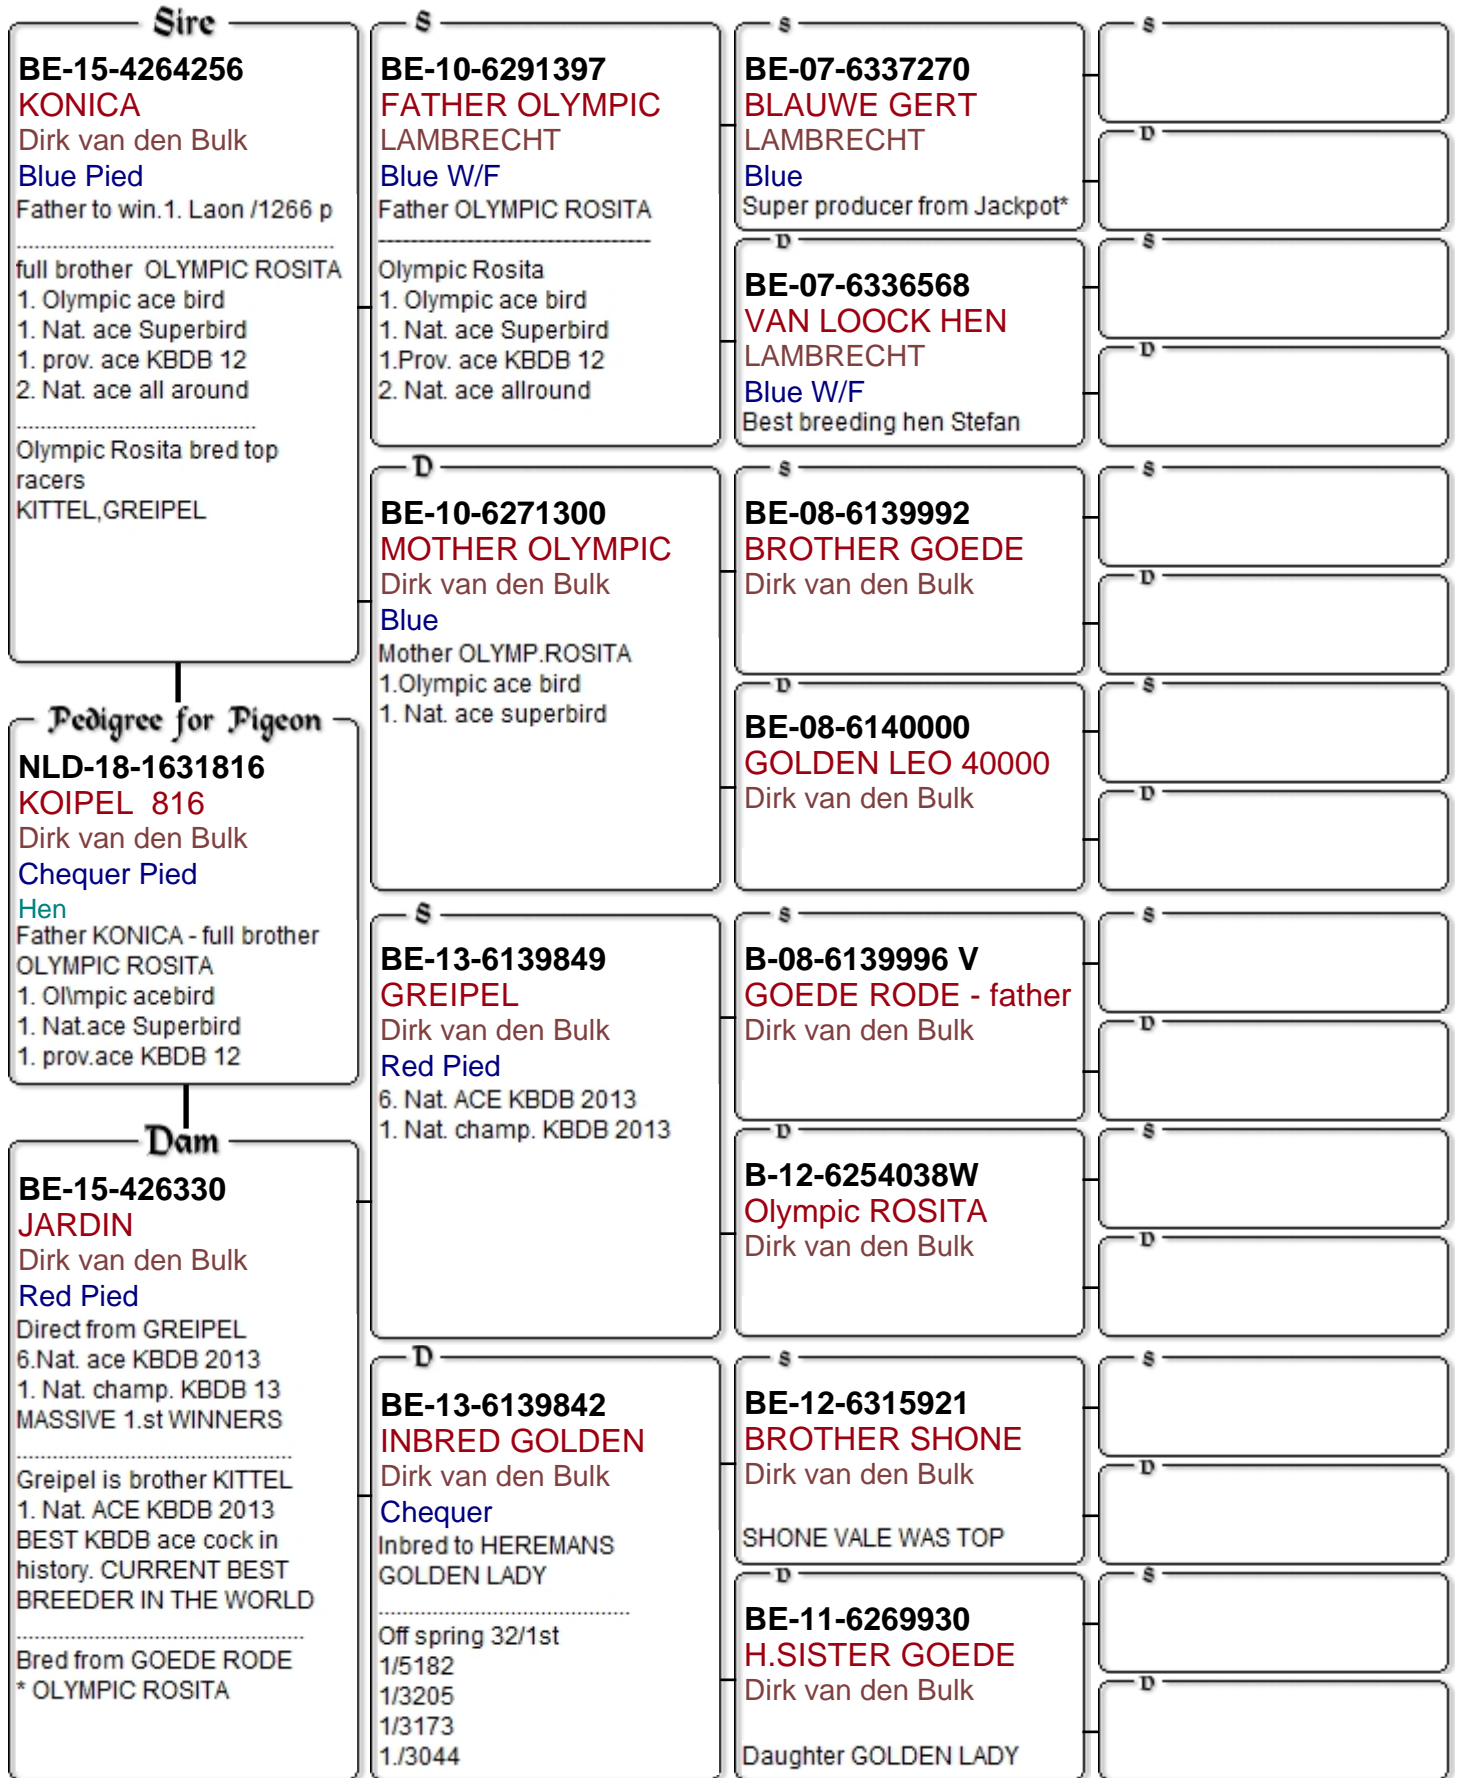 Sire
BE-15-4264256
KONICA
Dirk van den Bulk
Blue Pied
Father to win.1. Laon /1266 p
.....................................................
full brother  OLYMPIC ROSITA
1. Olympic ace bird
1. Nat. ace Superbird
1. prov. ace KBDB 12
2. Nat. ace all around
........................................
Olympic Rosita bred top
racers
KITTEL,GREIPEL
Pedigree for Pigeon
NLD-18-1631816
KOIPEL  816
Dirk van den Bulk
Chequer Pied
Hen
Father KONICA - full brother
OLYMPIC ROSITA
1. Ol\mpic acebird
1. Nat.ace Superbird
1. prov.ace KBDB 12
Dam
BE-15-426330
JARDIN
Dirk van den Bulk
Red Pied
Direct from GREIPEL
6.Nat. ace KBDB 2013
1. Nat. champ. KBDB 13
MASSIVE 1.st WINNERS
..............................................
Greipel is brother KITTEL
1. Nat. ACE KBDB 2013
BEST KBDB ace cock in
history. CURRENT BEST
BREEDER IN THE WORLD
................................................
Bred from GOEDE RODE
* OLYMPIC ROSITA
S
BE-10-6291397
FATHER OLYMPIC
LAMBRECHT
Blue W/F
Father OLYMPIC ROSITA
-----------------------------------
Olympic Rosita
1. Olympic ace bird
1. Nat. ace Superbird
1.Prov. ace KBDB 12
2. Nat. ace allround
D
BE-10-6271300
MOTHER OLYMPIC
Dirk van den Bulk
Blue
Mother OLYMP.ROSITA
1.Olympic ace bird
1. Nat. ace superbird
S
BE-13-6139849
GREIPEL
Dirk van den Bulk
Red Pied
6. Nat. ACE KBDB 2013
1. Nat. champ. KBDB 2013
D
BE-13-6139842
INBRED GOLDEN
Dirk van den Bulk
Chequer
Inbred to HEREMANS
GOLDEN LADY
..........................................
Off spring 32/1st
1/5182
1/3205
1/3173
1./3044
S
BE-07-6337270
BLAUWE GERT
LAMBRECHT
Blue
Super producer from Jackpot*
D
BE-07-6336568
VAN LOOCK HEN
LAMBRECHT
Blue W/F
Best breeding hen Stefan
S
BE-08-6139992
BROTHER GOEDE
Dirk van den Bulk
D
BE-08-6140000
GOLDEN LEO 40000
Dirk van den Bulk
S
B-08-6139996 V
GOEDE RODE - father
Dirk van den Bulk
D
B-12-6254038W
Olympic ROSITA
Dirk van den Bulk
S
BE-12-6315921
BROTHER SHONE
Dirk van den Bulk
SHONE VALE WAS TOP
D
BE-11-6269930
H.SISTER GOEDE
Dirk van den Bulk
Daughter GOLDEN LADY
S
D
S
D
S
D
S
D
S
D
S
D
S
D
S
D